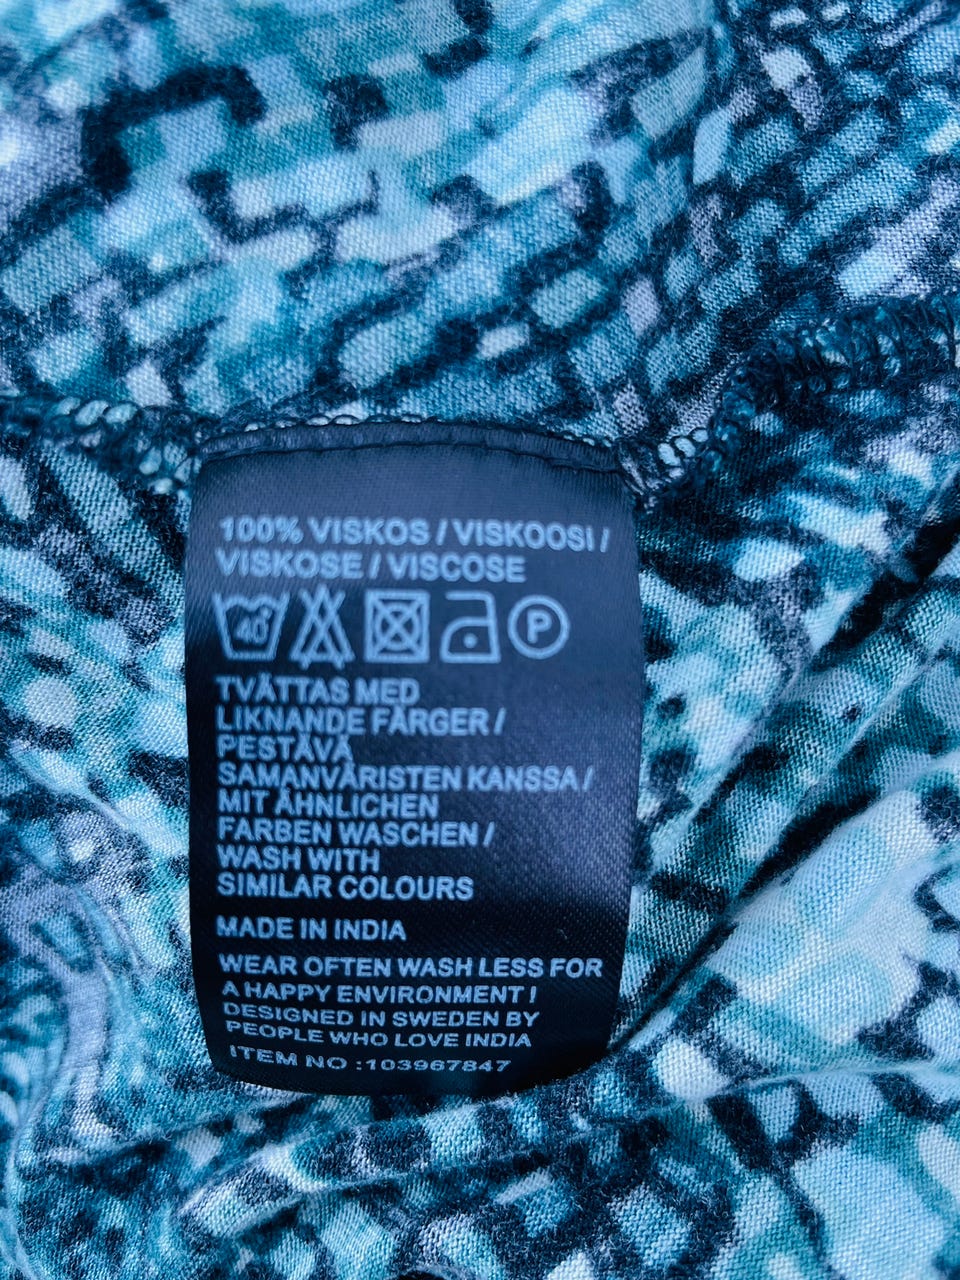 100% VISKOS / VISKOOSI /
VISKOSE / VISCOSE
40 P
TVÄTTAS MED
LIKNANDE FÄRGER /
PESTÄVÄ
SAMANVÄRISTEN KANSSA /
MIT ÄHNLICHEN
FARBEN WASCHEN /
WASH WITH
SIMILAR COLOURS
MADE IN INDIA
WEAR OFTEN WASH LESS FOR
A HAPPY ENVIRONMENT !
DESIGNED IN SWEDEN BY
PEOPLE WHO LOVE INDIA
ITEM NO :103967847